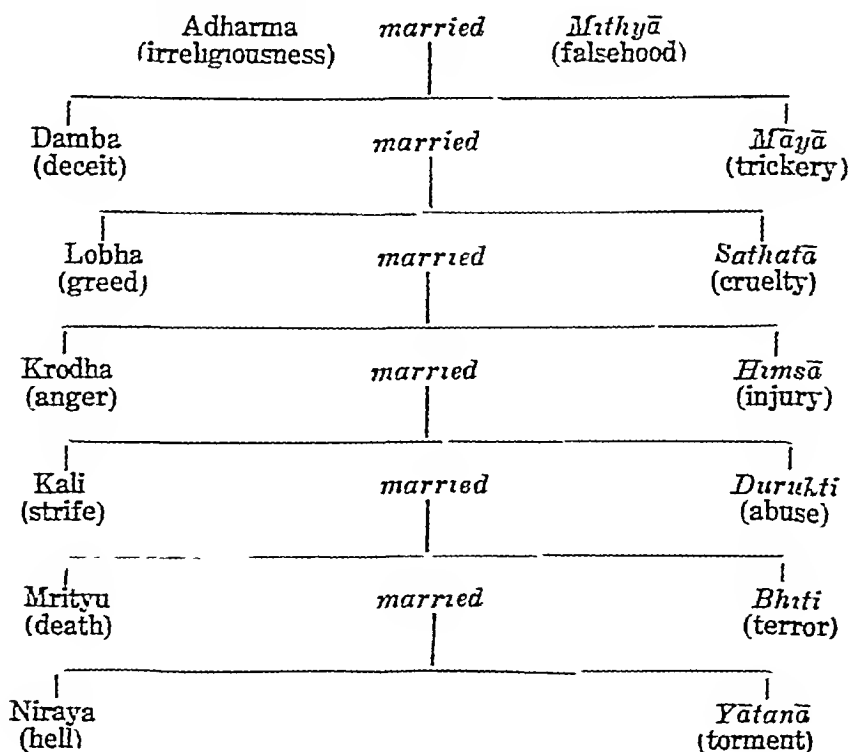 Adharma married Mithyā
(irreligiousness) (falsehood)
Damba married Māyā
(deceit) (trickery)
Lobha married Sathatā
(greed) (cruelty)
Krodha married Himsā
(anger) (injury)
Kali married Durukti
(strife) (abuse)
Mrityu married Bhiti
(death) (terror)
Niraya Yātanā
(hell) (torment)